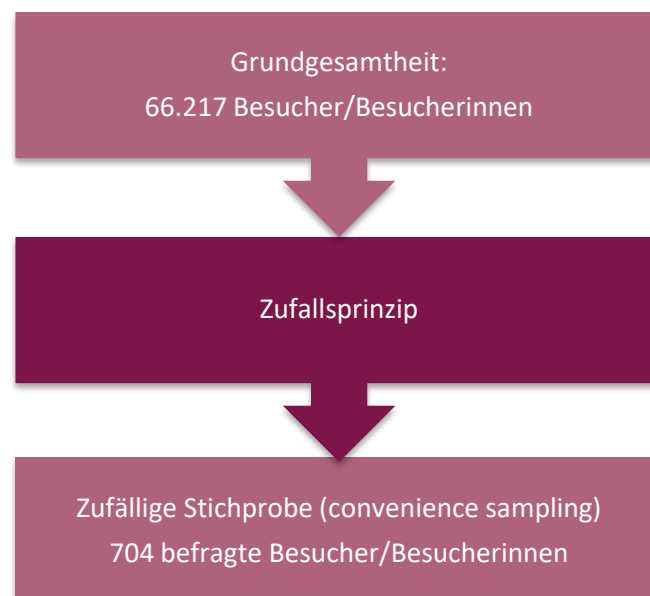 Grundgesamtheit:
66.217 Besucher/Besucherinnen
Zufallsprinzip
Zufällige Stichprobe (convenience sampling)
704 befragte Besucher/Besucherinnen